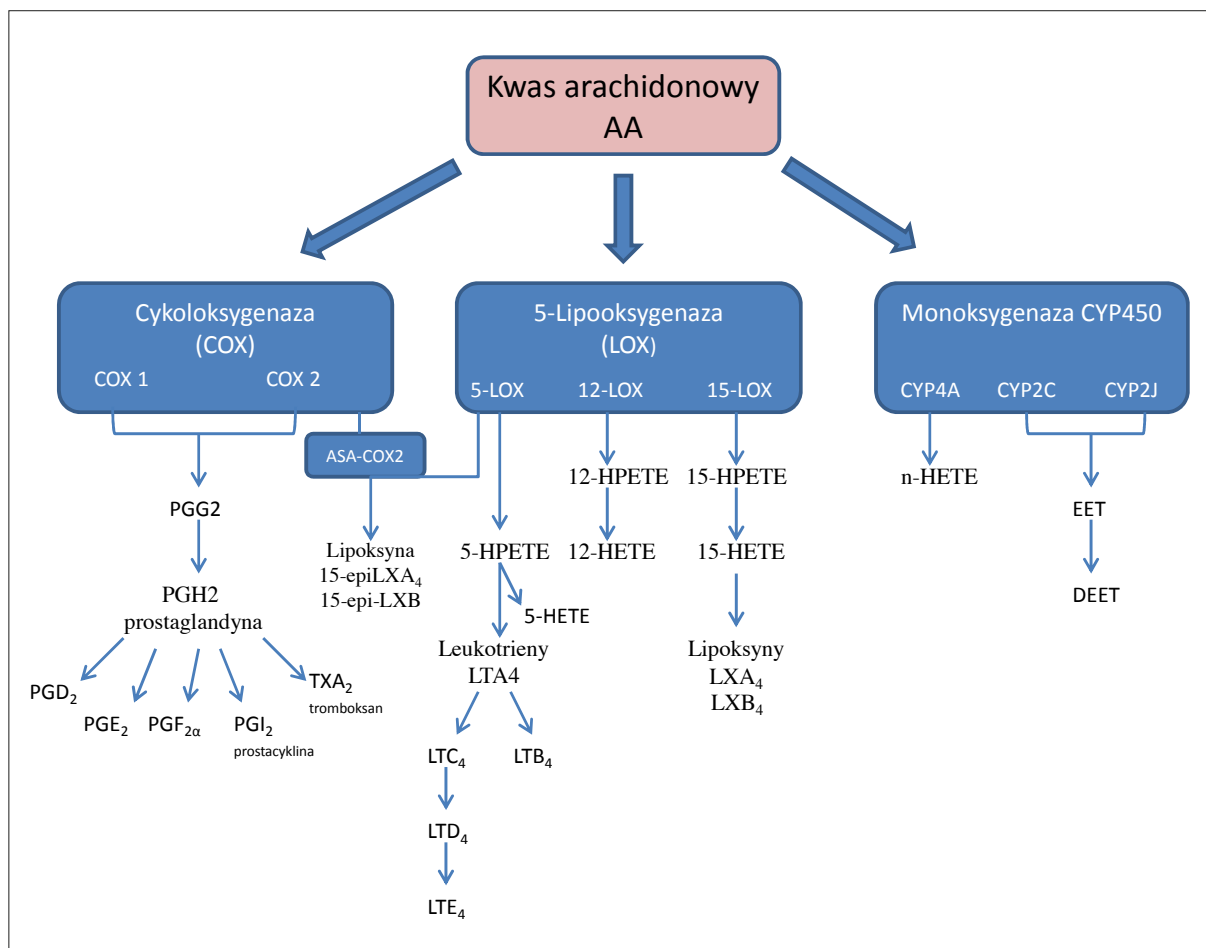 Kwas arachidonowy
AA
Cykoloksygenaza
(COX)
COX 1
COX 2
5-Lipooksygenaza
(LOX)
5-LOX
12-LOX
15-LOX
Monoksygenaza CYP450
CYP4A
CYP2C
CYP2J
ASA-COX2
PGG2
PGH2
prostaglandyna
PGD₂
PGE₂
PGF₂α
PGI₂
prostacyklina
TXA₂
tromboksan
Lipoksyna
15-epiLXA₄
15-epi-LXB
5-HPETE
5-HETE
Leukotrieny
LTA4
LTC₄
LTB₄
LTD₄
LTE₄
12-HPETE
12-HETE
15-HPETE
15-HETE
Lipoksyny
LXA₄
LXB₄
n-HETE
EET
DEET